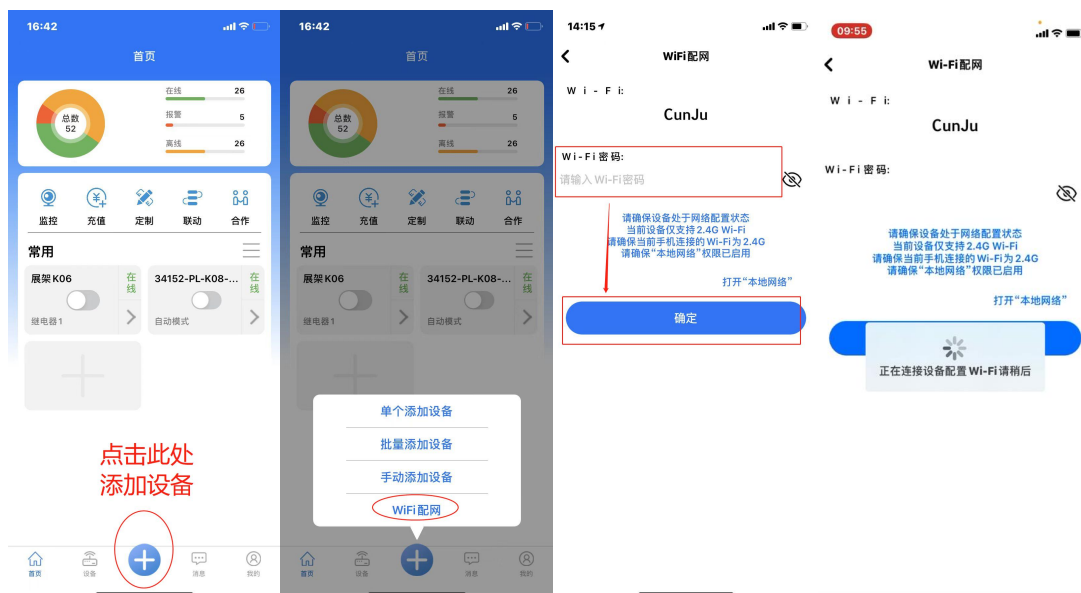 16:42
首页
总数
52
在线 26
报警 5
离线 26
监控 充值 定制 联动 合作
常用
展架K06
在线
继电器1
34152-PL-K08-...
在线
自动模式
点击此处
添加设备
首页 设备 消息 我的
16:42
首页
总数
52
在线 26
报警 5
离线 26
监控 充值 定制 联动 合作
常用
展架K06
在线
继电器1
34152-PL-K08-...
在线
自动模式
单个添加设备
批量添加设备
手动添加设备
WiFi配网
首页 设备 消息 我的
14:15
WiFi配网
Wi-Fi:
CunJu
Wi-Fi密码:
请输入Wi-Fi密码
请确保设备处于网络配置状态
当前设备仅支持2.4G Wi-Fi
请确保当前手机连接的Wi-Fi为2.4G
请确保“本地网络”权限已启用
打开“本地网络”
确定
09:55
Wi-Fi配网
Wi-Fi:
CunJu
Wi-Fi密码:
请确保设备处于网络配置状态
当前设备仅支持2.4G Wi-Fi
请确保当前手机连接的Wi-Fi为2.4G
请确保“本地网络”权限已启用
打开“本地网络”
正在连接设备配置Wi-Fi请稍后